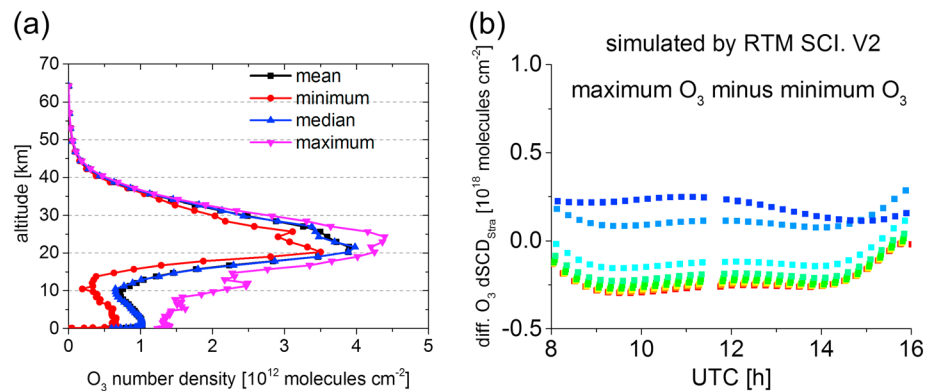 (a)
70
60
50
40
30
20
10
0
altitude [km]
mean
minimum
median
maximum
0 1 2 3 4 5
O3 number density [10^12 molecules cm^-2]
(b)
simulated by RTM SCI. V2
maximum O3 minus minimum O3
1.0
0.5
0.0
-0.5
diff. O3 dSCD_Stra [10^18 molecules cm^-2]
8 10 12 14 16
UTC [h]